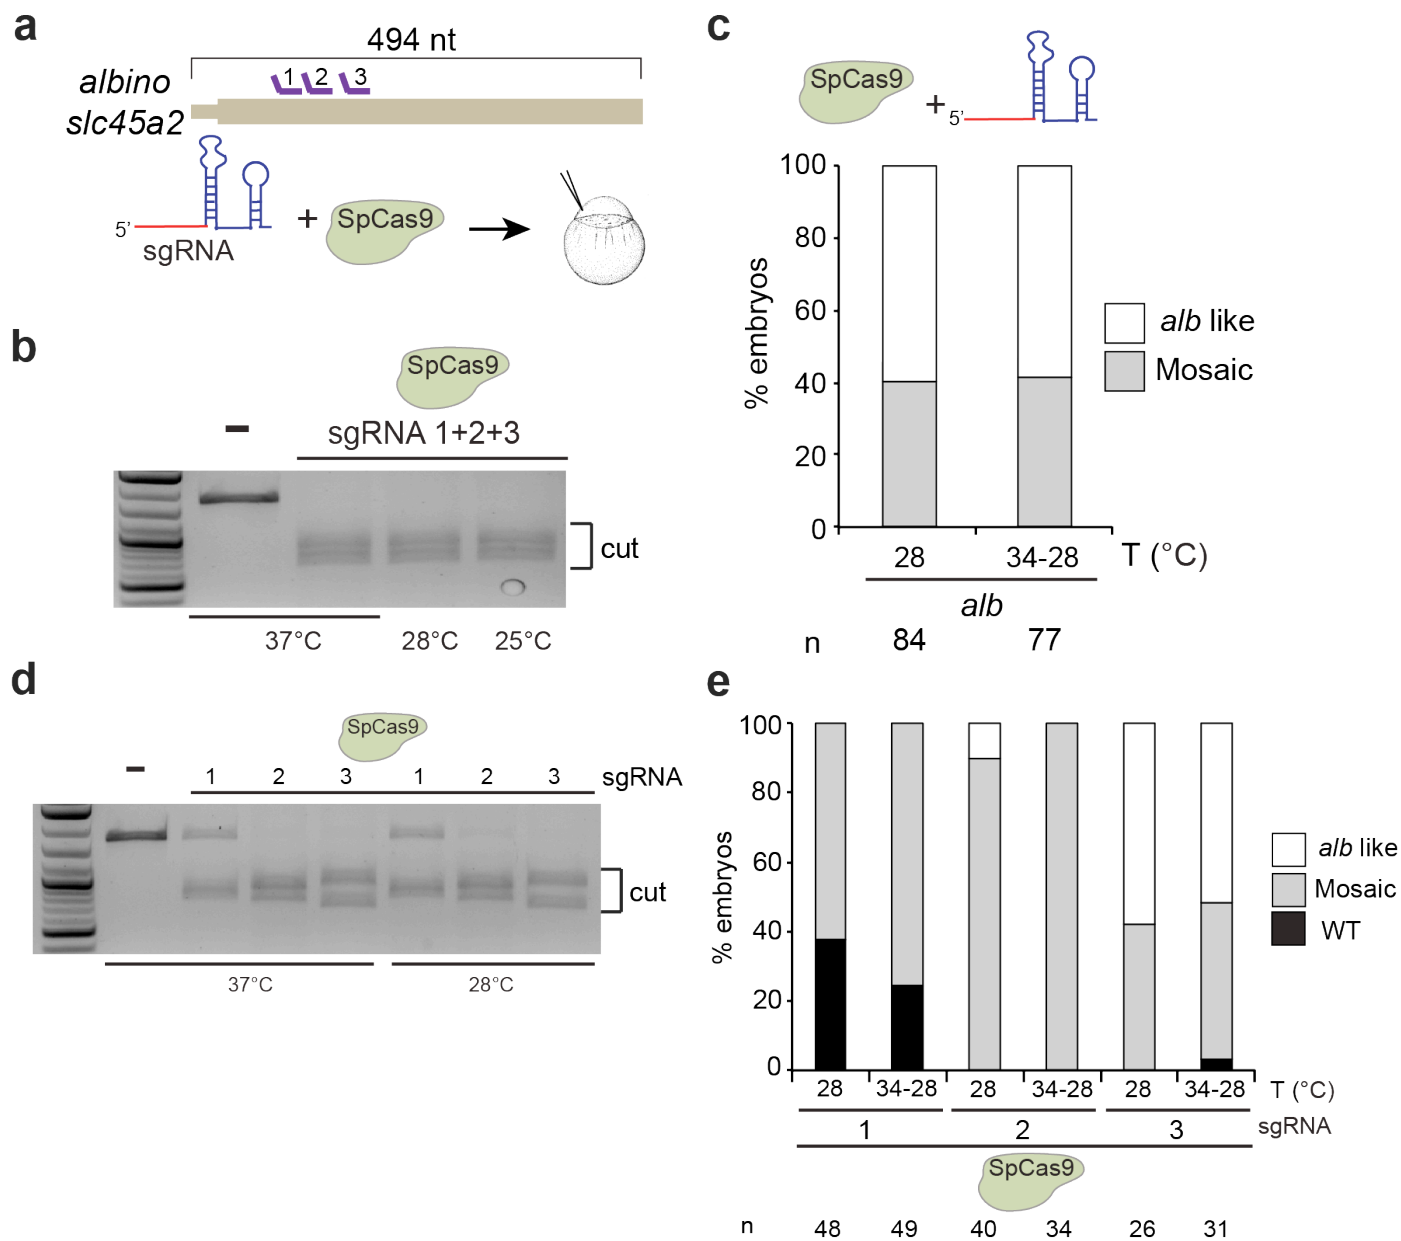 a
494 nt
albino
1 2 3
slc45a2
5’
sgRNA
+
SpCas9
b
SpCas9
–
sgRNA 1+2+3
cut
37°C 28°C 25°C
c
SpCas9
+
5’
100
80
60
40
20
0
% embryos
alb like
Mosaic
28 34-28 T (°C)
alb
n 84 77
d
SpCas9
–
1 2 3 1 2 3 sgRNA
cut
37°C 28°C
e
100
80
60
40
20
0
% embryos
alb like
Mosaic
WT
28 34-28 28 34-28 28 34-28 T (°C)
1 2 3 sgRNA
SpCas9
n 48 49 40 34 26 31